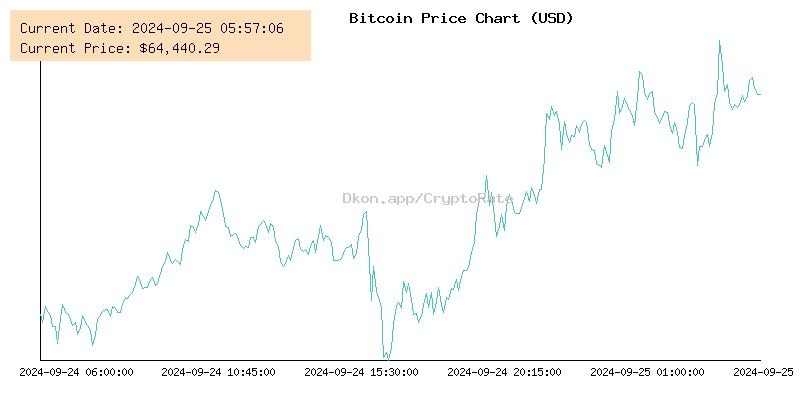 Bitcoin Price Chart (USD)
Current Date: 2024-09-25 05:57:06
Current Price: $64,440.29
Dkon.app/CryptoRate
2024-09-24 06:00:00 2024-09-24 10:45:00 2024-09-24 15:30:00 2024-09-24 20:15:00 2024-09-25 01:00:00 2024-09-25